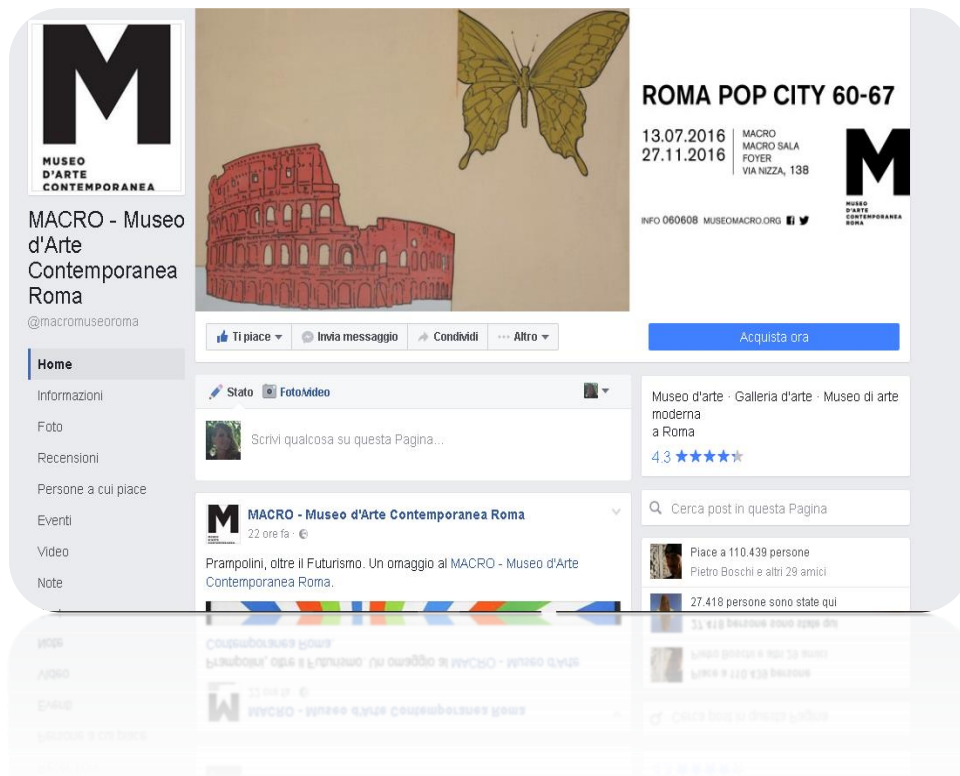 M
MUSEO
D'ARTE
CONTEMPORANEA
MACRO - Museo
d'Arte
Contemporanea
Roma
@macromuseoroma
Home
Informazioni
Foto
Recensioni
Persone a cui piace
Eventi
Video
Note
ROMA POP CITY 60-67
13.07.2016
27.11.2016
MACRO
MACRO SALA
FOYER
VIA NIZZA, 138
M
MUSEO
D'ARTE
CONTEMPORANEA
ROMA
INFO 060608 MUSEOMACRO.ORG
Ti piace
Invia messaggio
Condividi
Altro
Acquista ora
Stato
Foto/video
Scrivi qualcosa su questa Pagina...
M
MACRO - Museo d'Arte Contemporanea Roma
22 ore fa ·
Prampolini, oltre il Futurismo. Un omaggio al MACRO - Museo d'Arte
Contemporanea Roma.
Museo d'arte · Galleria d'arte · Museo di arte
moderna
a Roma
4.3
Cerca post in questa Pagina
Piace a 110.439 persone
Pietro Boschi e altri 29 amici
27.418 persone sono state qui